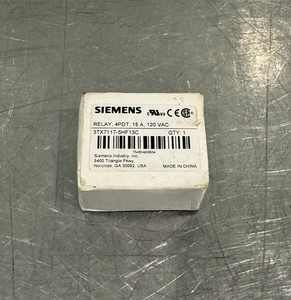 SIEMENS
RELAY, 4PDT, 15 A, 120 VAC
3TX7117-5HF13C QTY: 1
Siemens Industry, Inc.
5400 Triangle Pkwy.
Norcross, GA 30092, USA MADE IN CHINA